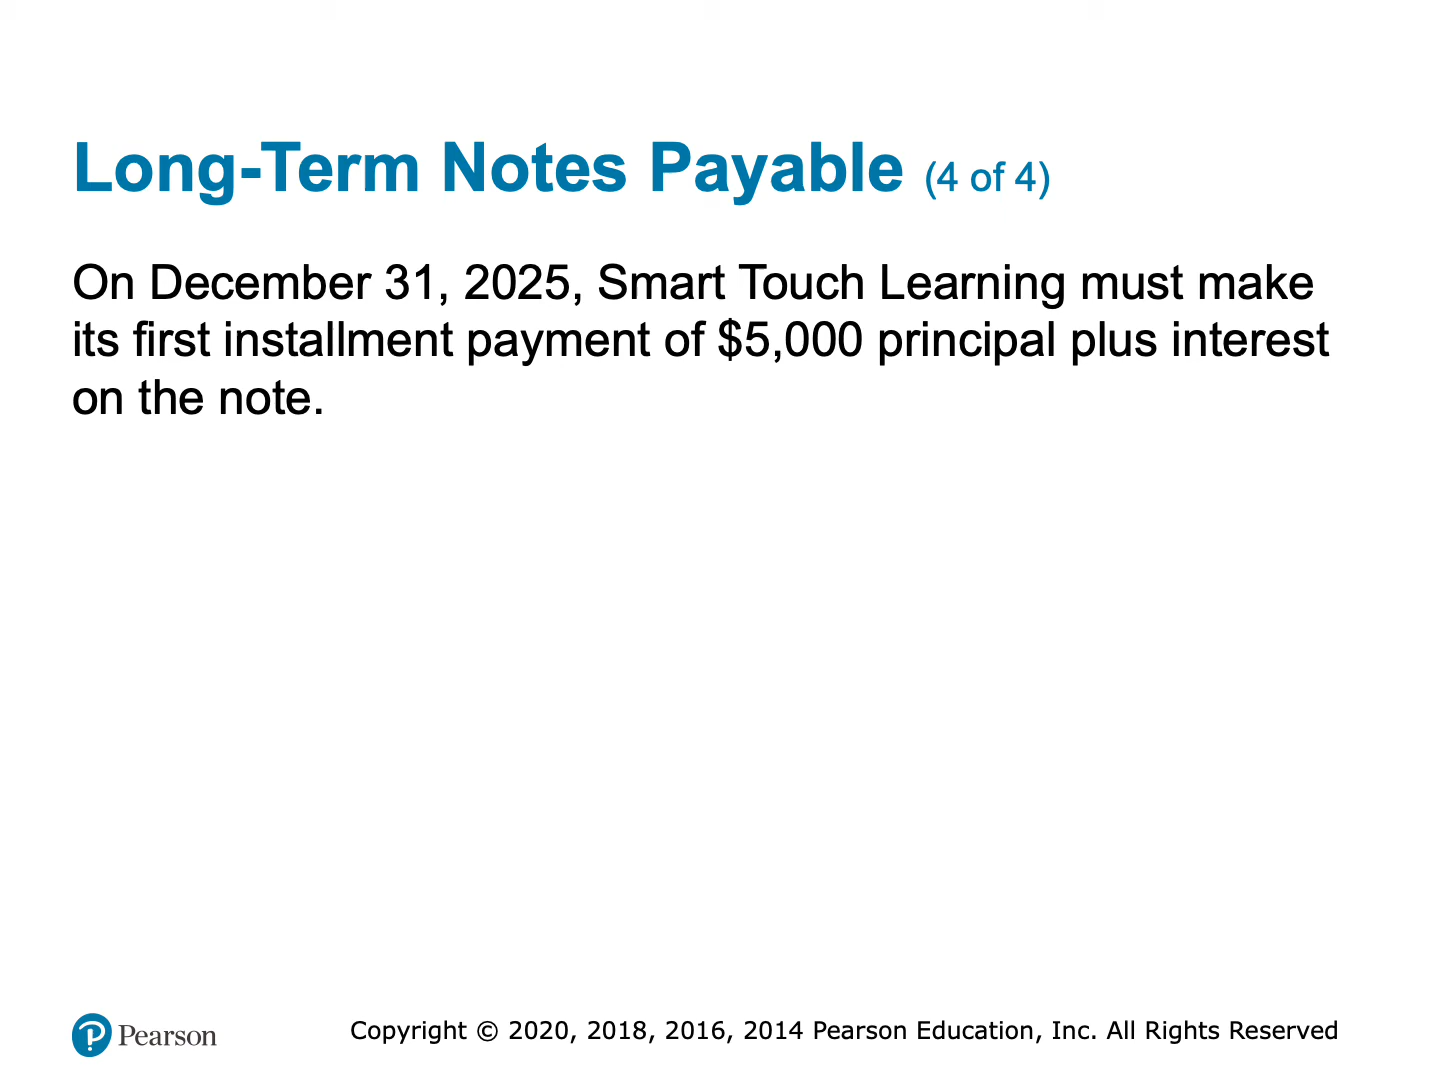 Long-Term Notes Payable (4 of 4)
On December 31, 2025, Smart Touch Learning must make
its first installment payment of $5,000 principal plus interest
on the note.
Pearson
Copyright © 2020, 2018, 2016, 2014 Pearson Education, Inc. All Rights Reserved